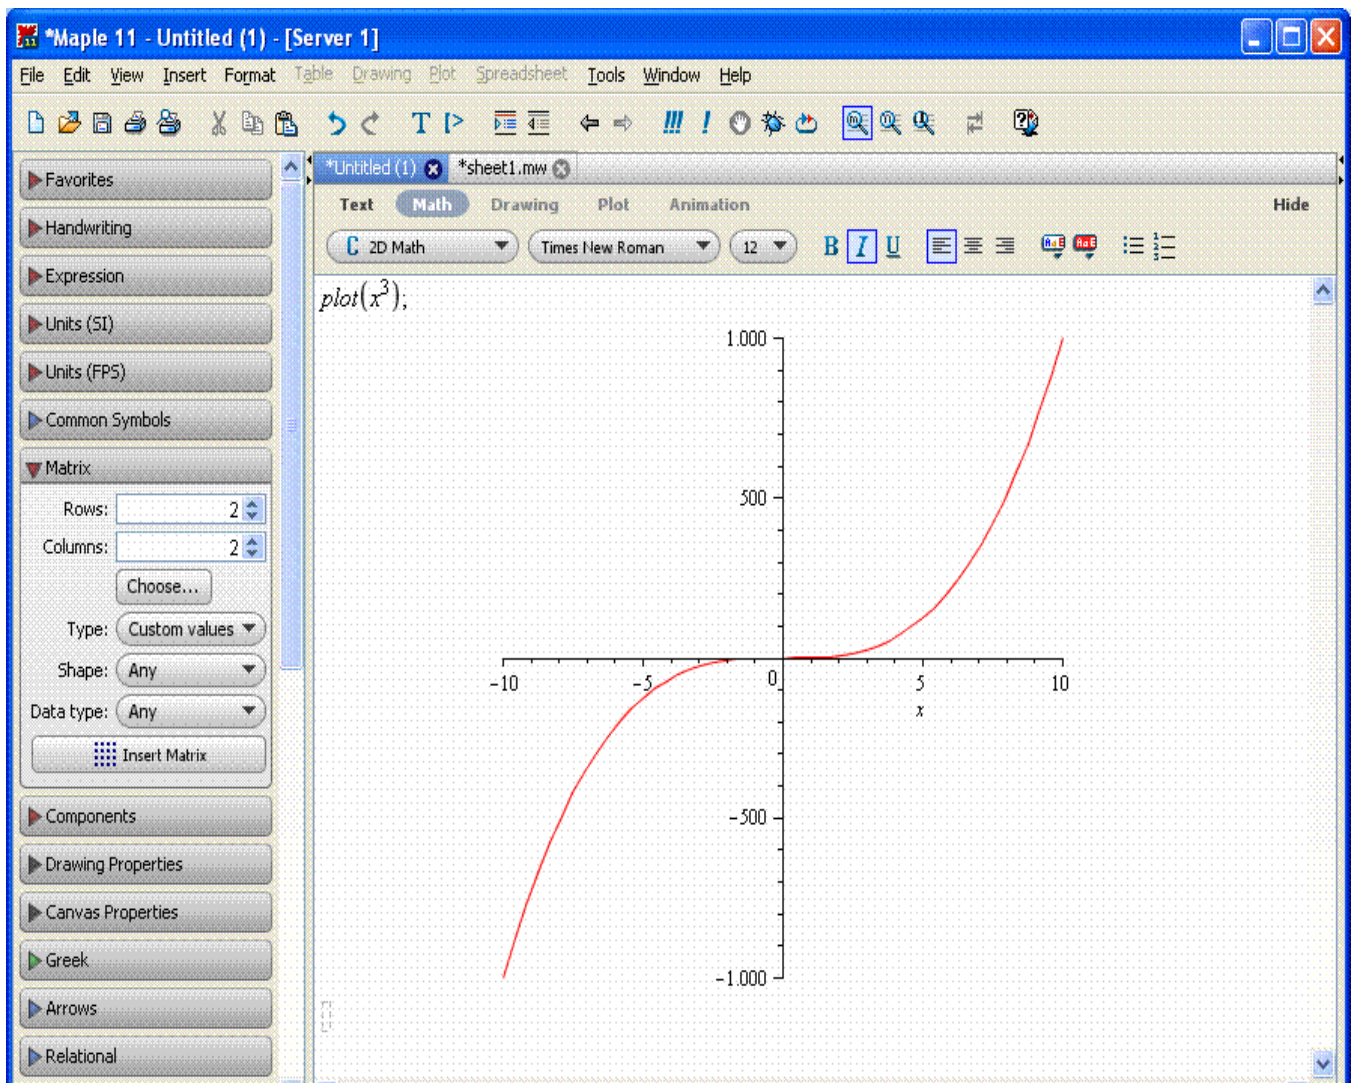 *Maple 11 - Untitled (1) - [Server 1]
File Edit View Insert Format Table Drawing Plot Spreadsheet Tools Window Help
*Untitled (1) *sheet1.mw
Text Math Drawing Plot Animation Hide
C 2D Math Times New Roman 12 B I U
Favorites
Handwriting
Expression
Units (SI)
Units (FPS)
Common Symbols
Matrix
Rows: 2
Columns: 2
Choose...
Type: Custom values
Shape: Any
Data type: Any
Insert Matrix
Components
Drawing Properties
Canvas Properties
Greek
Arrows
Relational
plot(x³);
1.000
500
-10 -5 0 5 10
x
-500
-1.000